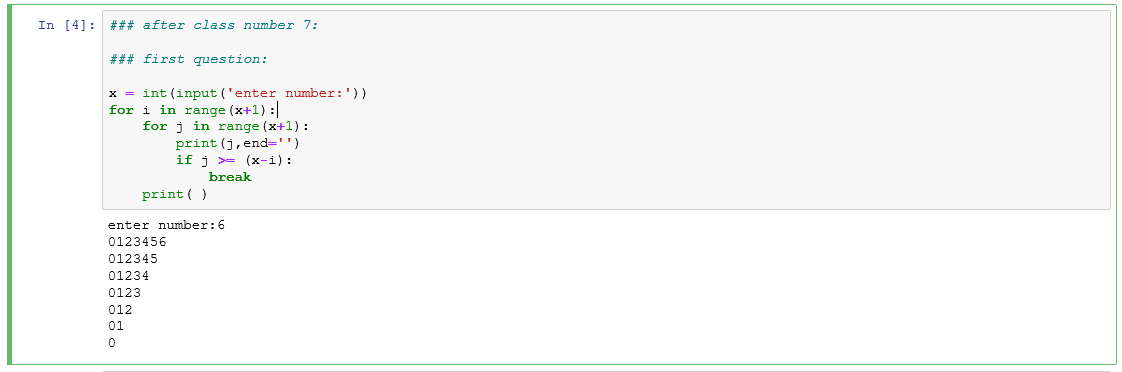 In [4]: ### after class number 7:
### first question:
x = int(input('enter number:'))
for i in range(x+1):
    for j in range(x+1):
        print(j,end='')
        if j >= (x-i):
            break
    print( )
enter number:6
0123456
012345
01234
0123
012
01
0